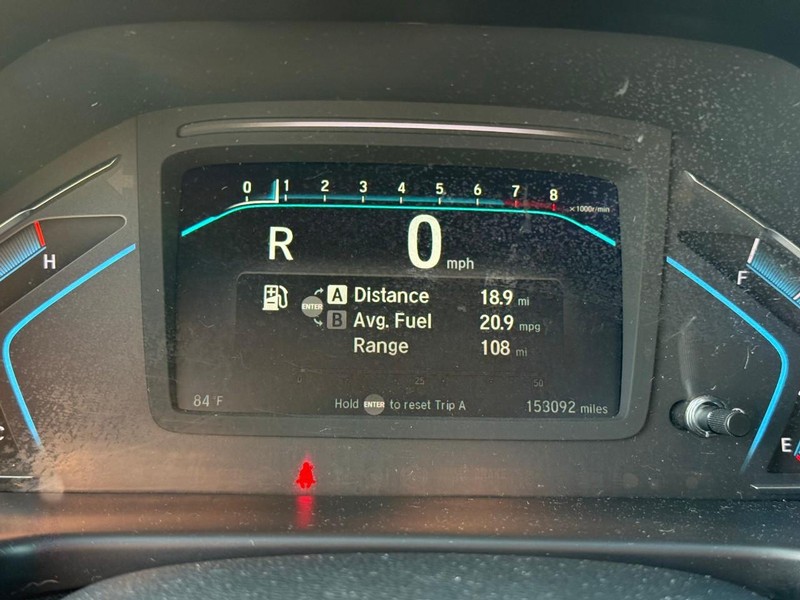 0 1 2 3 4 5 6 7 8
×1000r/min
R 0 mph
H
F
ENTER A Distance 18.9 mi
B Avg. Fuel 20.9 mpg
Range 108 mi
0 25 50
84°F Hold ENTER to reset Trip A 153092 miles
C
E